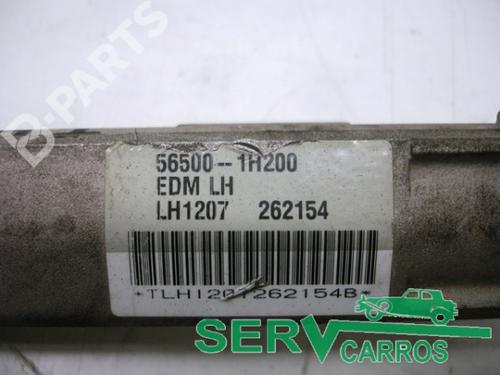 B-PARTS
56500--1H200
EDM LH
LH1207 262154
*TLH1207262154B*
SERV
CARROS